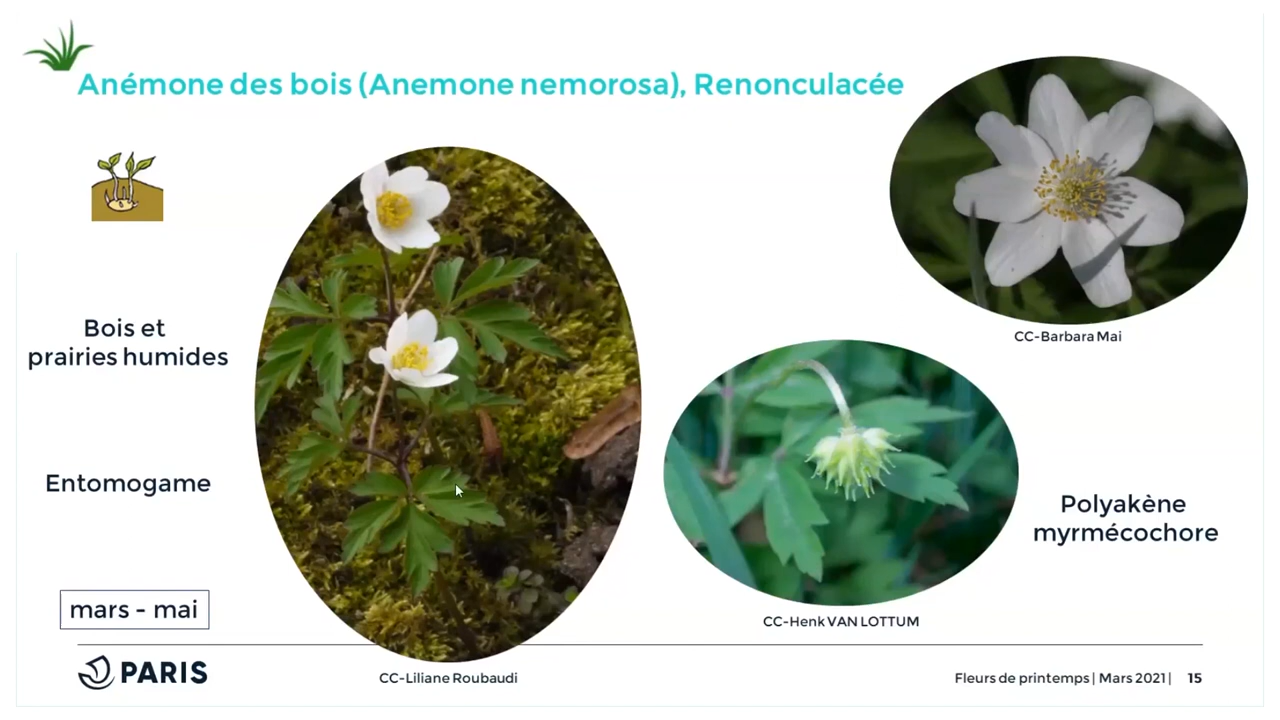 Anémone des bois (Anemone nemorosa), Renonculacée
CC-Barbara Mai
Bois et
prairies humides
Entomogame
Polyakène
myrmécochore
mars - mai
CC-Henk VAN LOTTUM
PARIS
CC-Liliane Roubaudi
Fleurs de printemps | Mars 2021 | 15